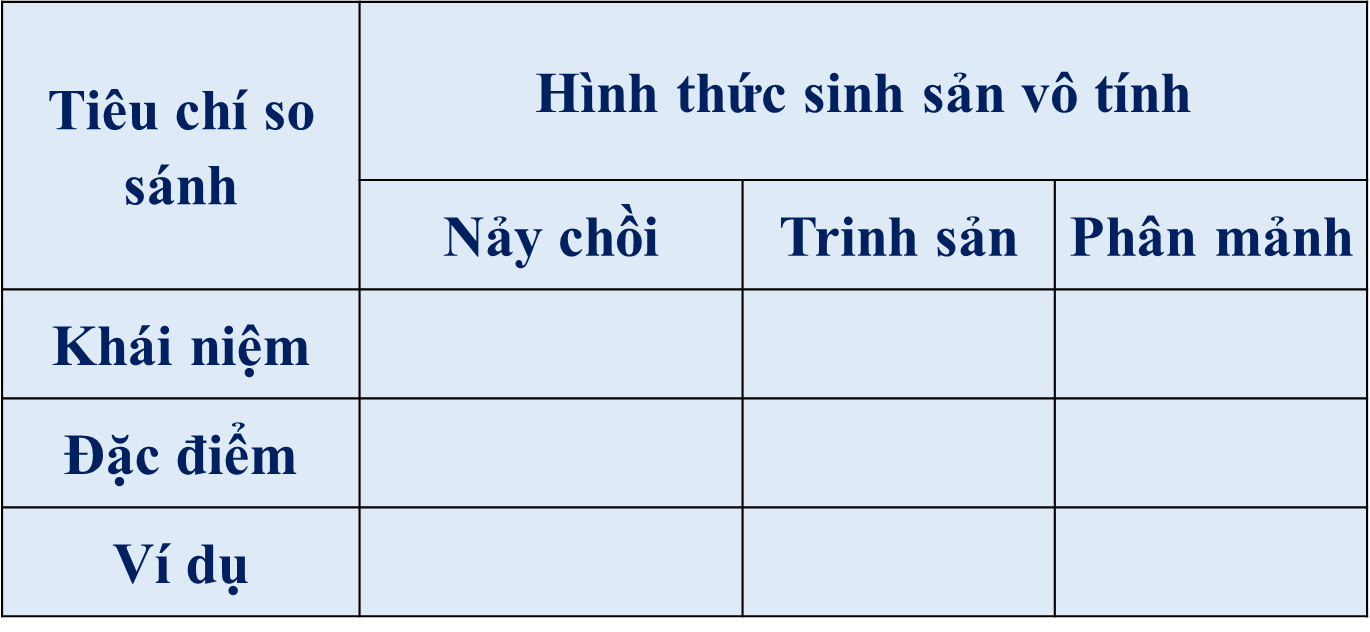 Tiêu chí so
sánh
Hình thức sinh sản vô tính
Nảy chồi
Trinh sản
Phân mảnh
Khái niệm
Đặc điểm
Ví dụ